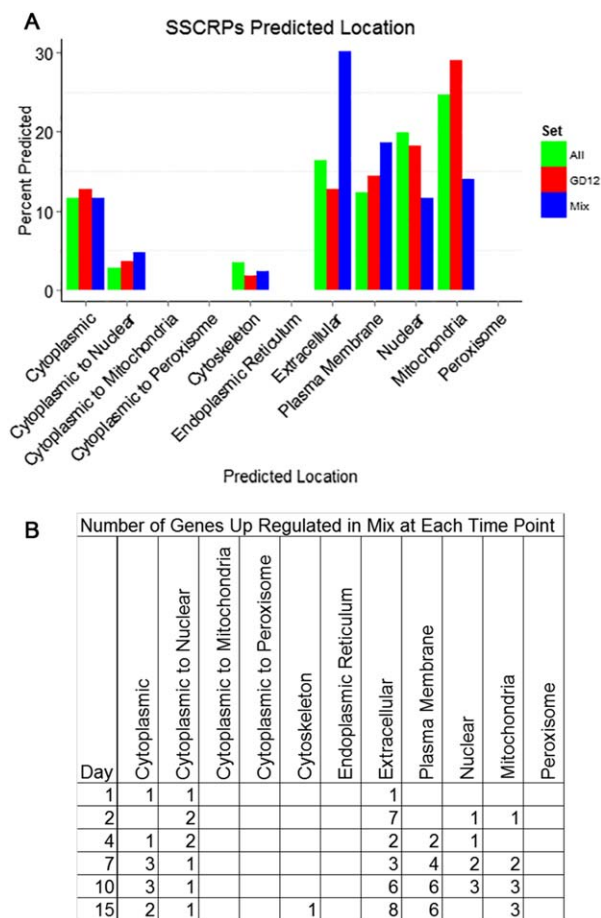 A
SSCRPs Predicted Location
Percent Predicted
30
20
10
0
Set
All
GD12
Mix
Cytoplasmic
Cytoplasmic to Nuclear
Cytoplasmic to Mitochondria
Cytoplasmic to Peroxisome
Cytoskeleton
Endoplasmic Reticulum
Extracellular
Plasma Membrane
Nuclear
Mitochondria
Peroxisome
Predicted Location
B
Number of Genes Up Regulated in Mix at Each Time Point
Day
Cytoplasmic
Cytoplasmic to Nuclear
Cytoplasmic to Mitochondria
Cytoplasmic to Peroxisome
Cytoskeleton
Endoplasmic Reticulum
Extracellular
Plasma Membrane
Nuclear
Mitochondria
Peroxisome
1 1 1 1
2 2 7 1 1
4 1 2 2 2 1
7 3 1 3 4 2 2
10 3 1 6 6 3 3
15 2 1 1 8 6 3